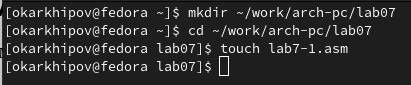 [okarkhipov@fedora ~]$ mkdir ~/work/arch-pc/lab07
[okarkhipov@fedora ~]$ cd ~/work/arch-pc/lab07
[okarkhipov@fedora lab07]$ touch lab7-1.asm
[okarkhipov@fedora lab07]$